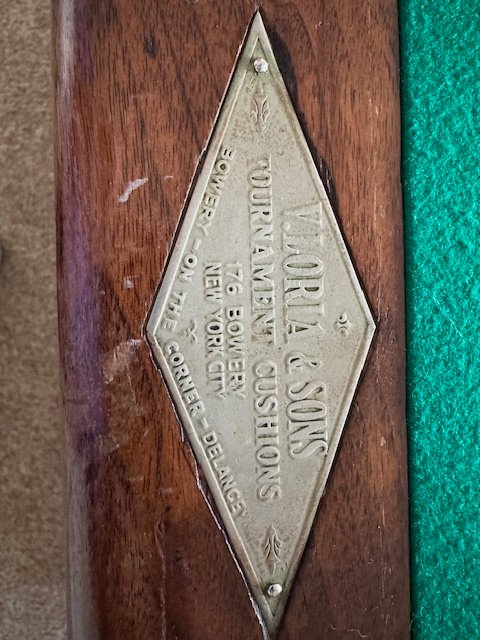 V. LORIA & SONS
TOURNAMENT CUSHIONS
176 BOWERY
NEW YORK CITY
BOWERY - ON THE CORNER - DELANCEY